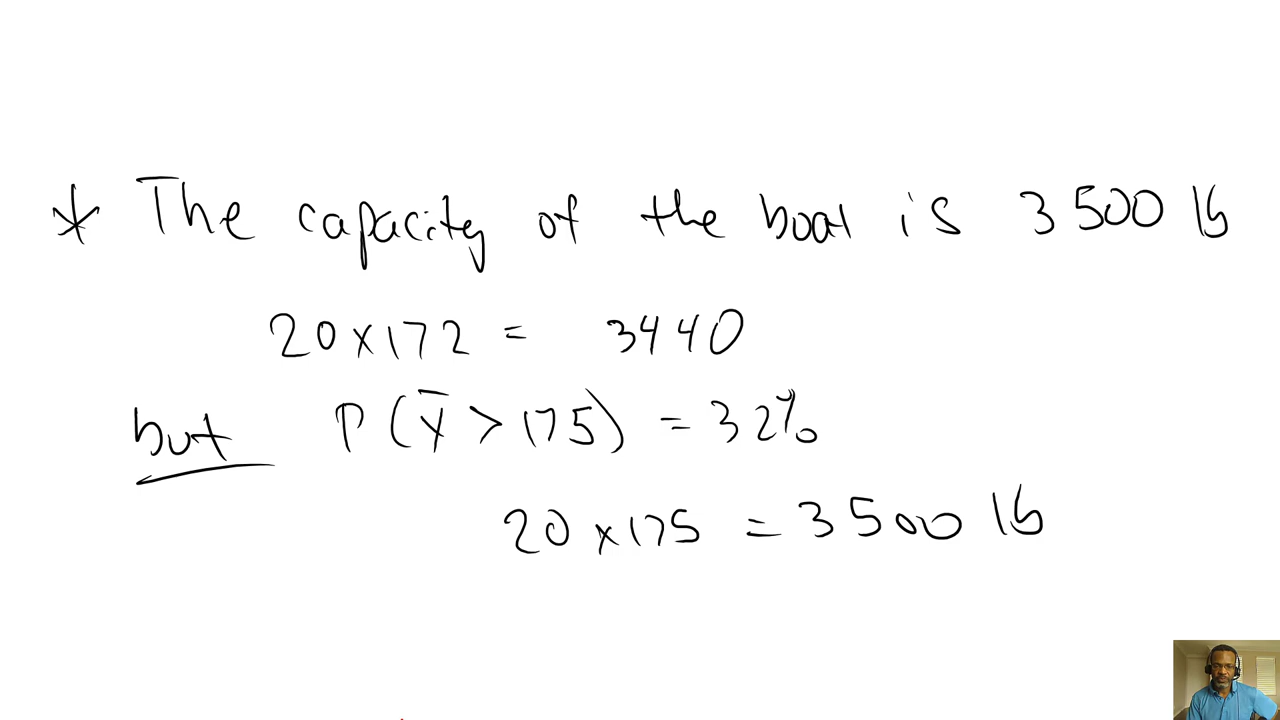 * The capacity of the boat is 3500 lb
20 x 172 = 3440
but P(x̄ > 175) = 32%
20 x 175 = 3500 lb